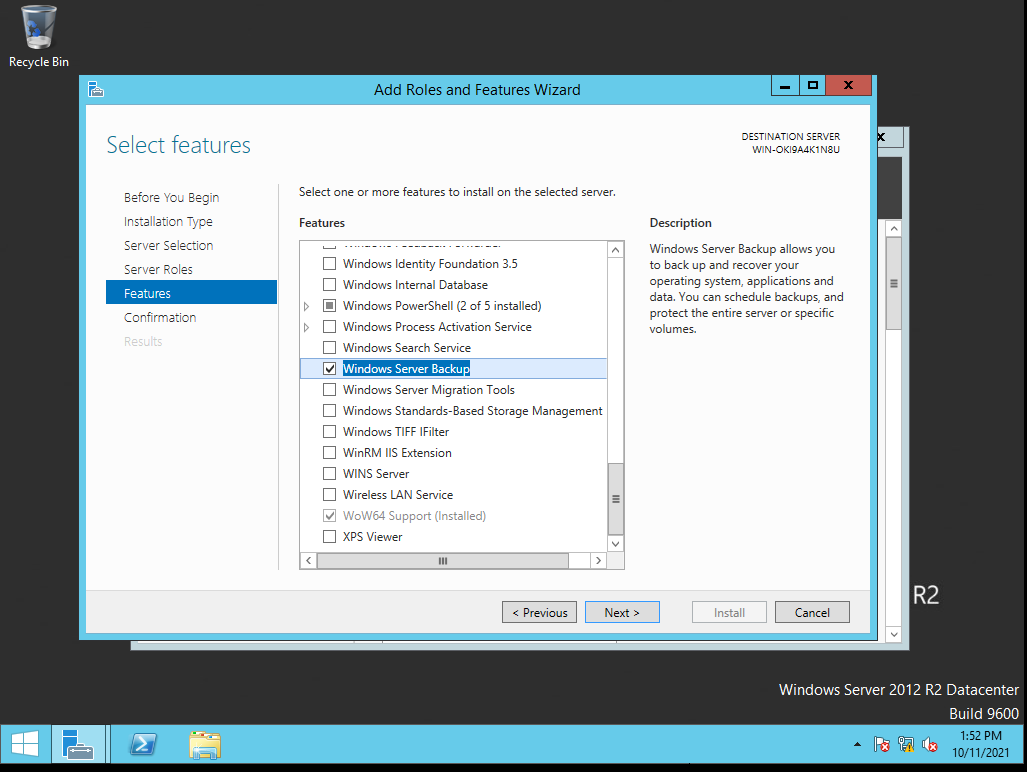 Recycle Bin
Add Roles and Features Wizard
Select features
DESTINATION SERVER
WIN-OKI9A4K1N8U
Before You Begin
Installation Type
Server Selection
Server Roles
Features
Confirmation
Results
Select one or more features to install on the selected server.
Features
Windows Identity Foundation 3.5
Windows Internal Database
Windows PowerShell (2 of 5 installed)
Windows Process Activation Service
Windows Search Service
Windows Server Backup
Windows Server Migration Tools
Windows Standards-Based Storage Management
Windows TIFF IFilter
WinRM IIS Extension
WINS Server
Wireless LAN Service
WoW64 Support (Installed)
XPS Viewer
Description
Windows Server Backup allows you
to back up and recover your
operating system, applications and
data. You can schedule backups, and
protect the entire server or specific
volumes.
< Previous
Next >
Install
Cancel
R2
Windows Server 2012 R2 Datacenter
Build 9600
1:52 PM
10/11/2021